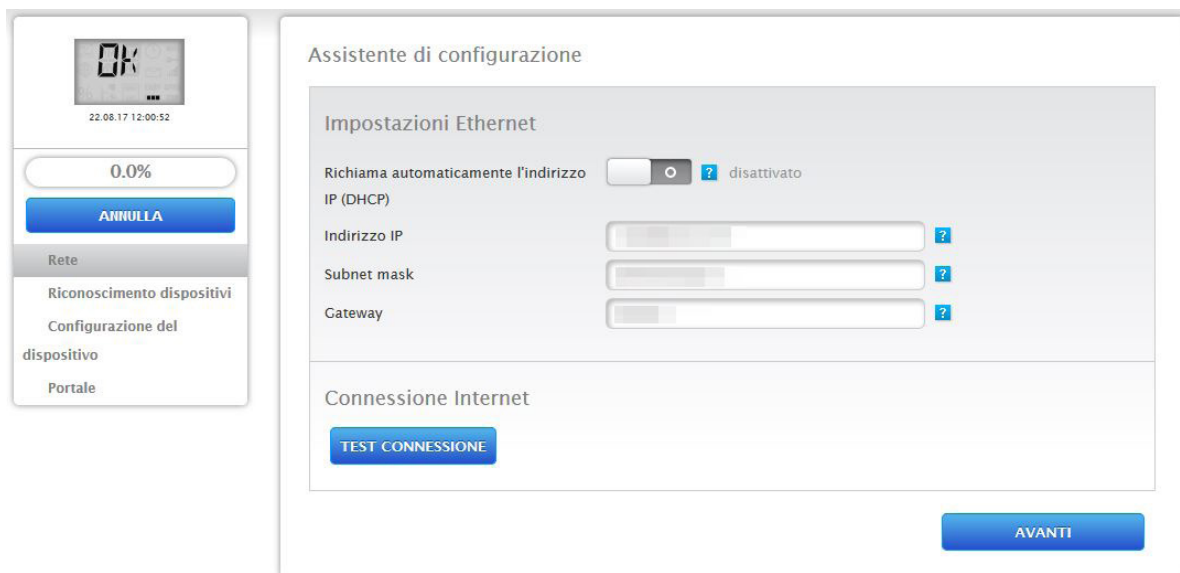 OK
22.08.17 12:00:52
0.0%
ANNULLA
Rete
Riconoscimento dispositivi
Configurazione del
dispositivo
Portale
Assistente di configurazione
Impostazioni Ethernet
Richiama automaticamente l'indirizzo
IP (DHCP)
? disattivato
Indirizzo IP
?
Subnet mask
?
Gateway
?
Connessione Internet
TEST CONNESSIONE
AVANTI